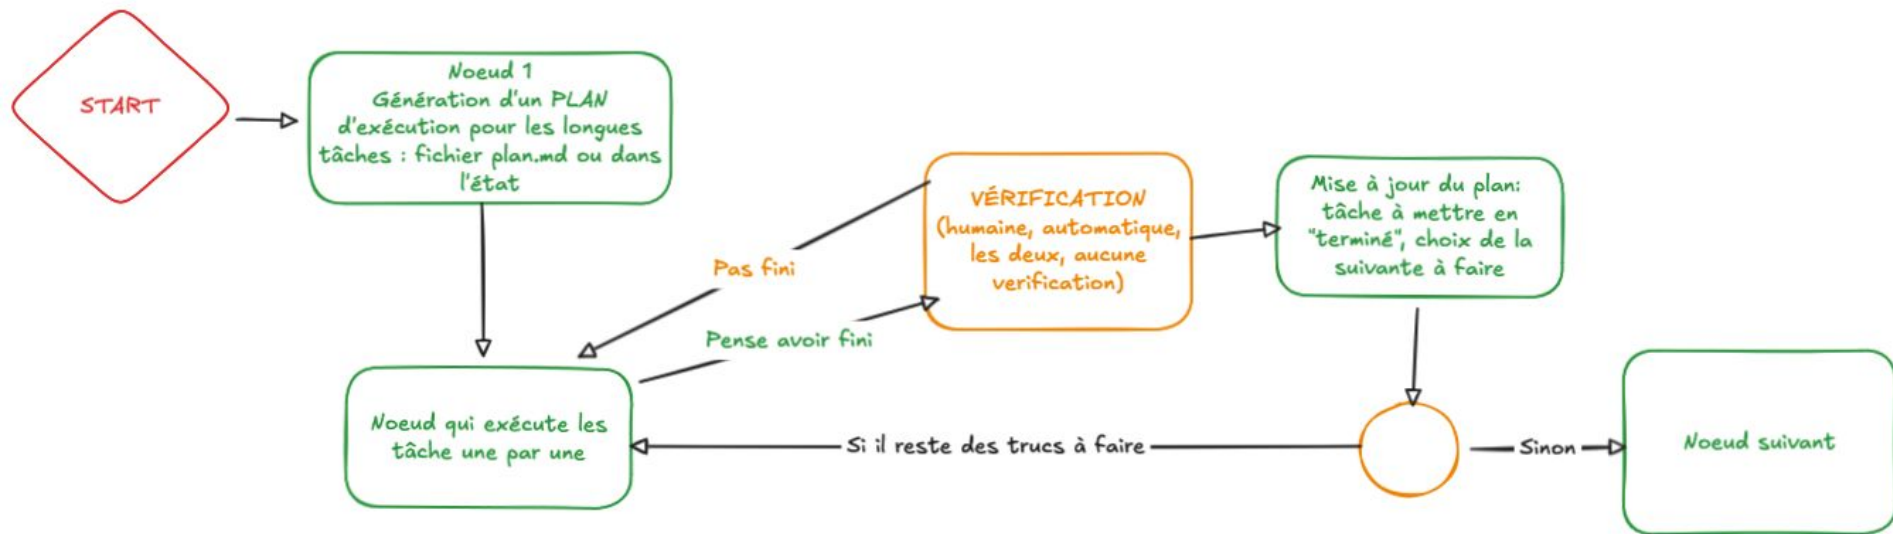 START
Noeud 1
Génération d'un PLAN
d'exécution pour les longues
tâches : fichier plan.md ou dans
l'état
VÉRIFICATION
(humaine, automatique,
les deux, aucune
verification)
Mise à jour du plan:
tâche à mettre en
"terminé", choix de la
suivante à faire
Pas fini
Pense avoir fini
Noeud qui exécute les
tâche une par une
Si il reste des trucs à faire
Sinon
Noeud suivant